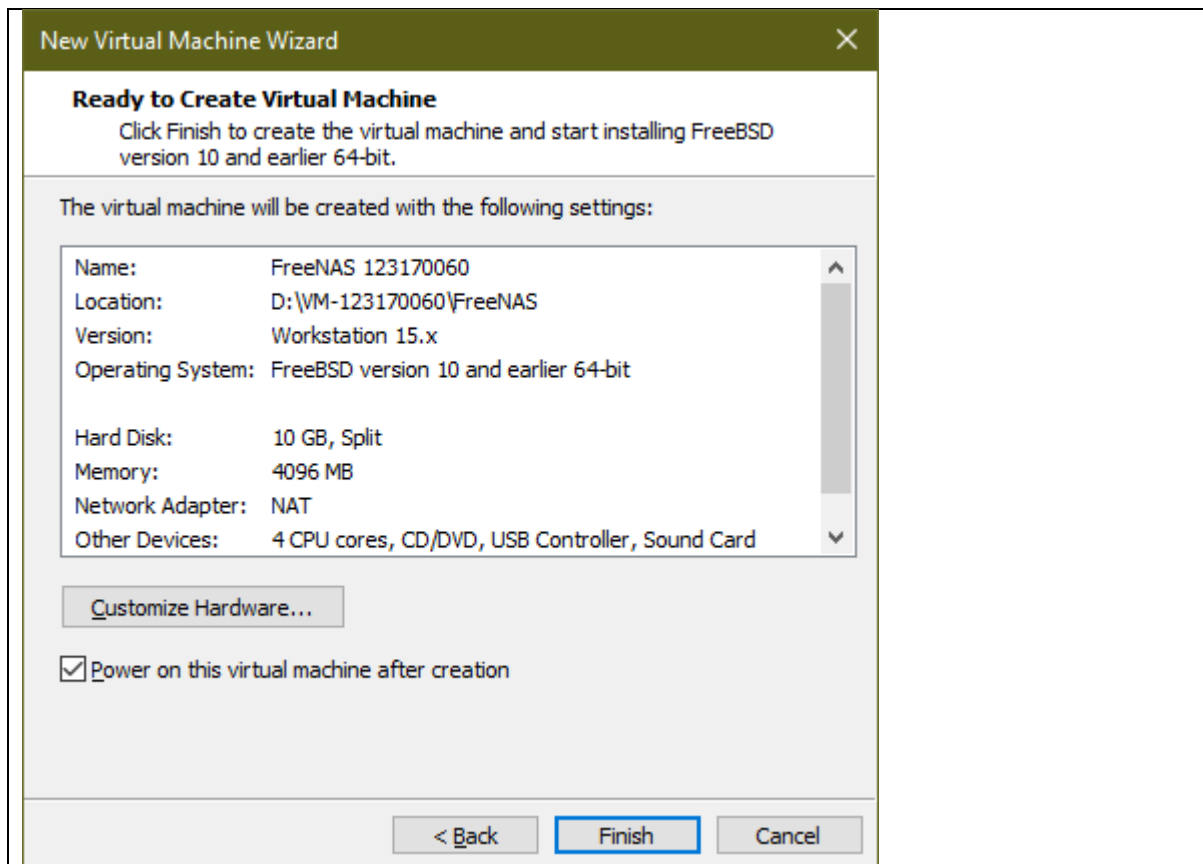 New Virtual Machine Wizard
Ready to Create Virtual Machine
Click Finish to create the virtual machine and start installing FreeBSD
version 10 and earlier 64-bit.
The virtual machine will be created with the following settings:
Name: FreeNAS 123170060
Location: D:\VM-123170060\FreeNAS
Version: Workstation 15.x
Operating System: FreeBSD version 10 and earlier 64-bit
Hard Disk: 10 GB, Split
Memory: 4096 MB
Network Adapter: NAT
Other Devices: 4 CPU cores, CD/DVD, USB Controller, Sound Card
Customize Hardware...
Power on this virtual machine after creation
< Back Finish Cancel